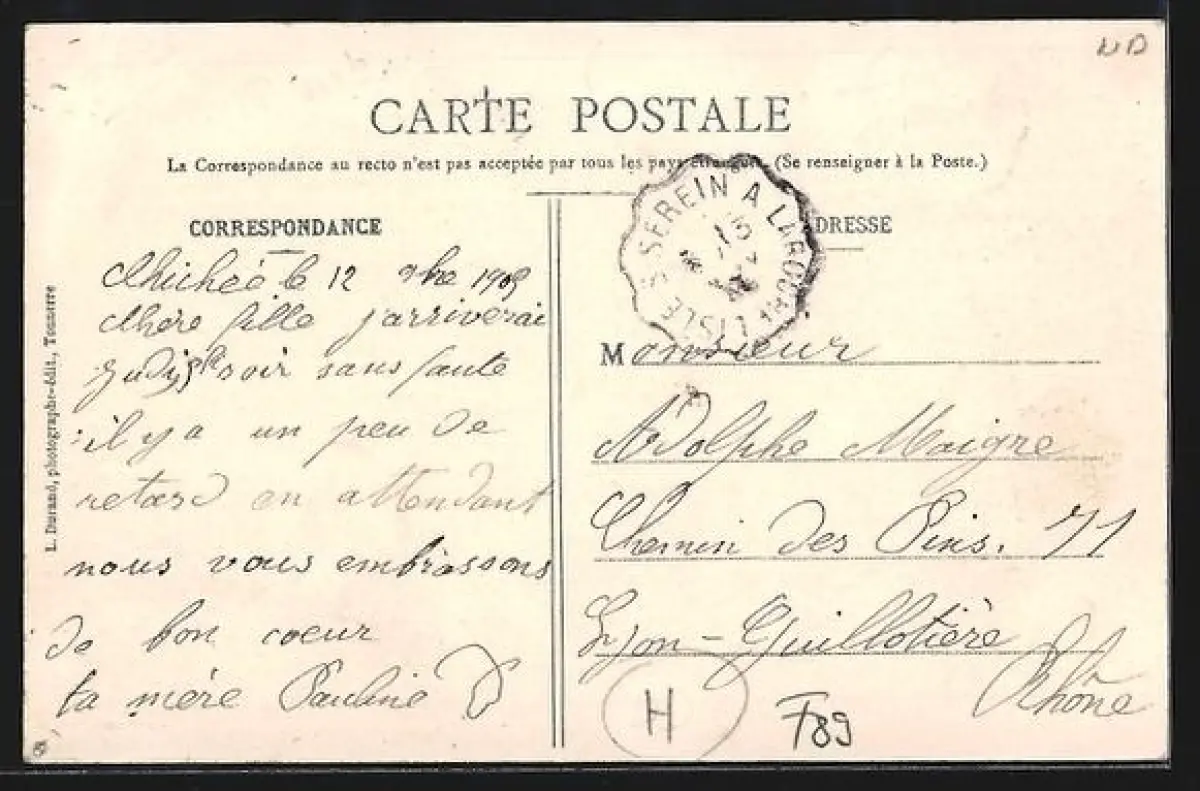 CARTE POSTALE
La Correspondance au recto n'est pas acceptée par tous les pays étrangers. (Se renseigner à la Poste.)
CORRESPONDANCE
le 12 9bre 1909
Chère fille j'arriverai
soir sans faute
il y a un peu de
retard en attendant
nous vous embrassons
de bon coeur
ta mère Pauline
L. Durand, photographe-édit., Tonnerre
L'ISLE S. SEREIN A LAROCHE
ADRESSE
Monsieur
Adolphe Maigre
Chemin des Pins. 71
Lyon-Guillotière
Rhône
H
F89
ND